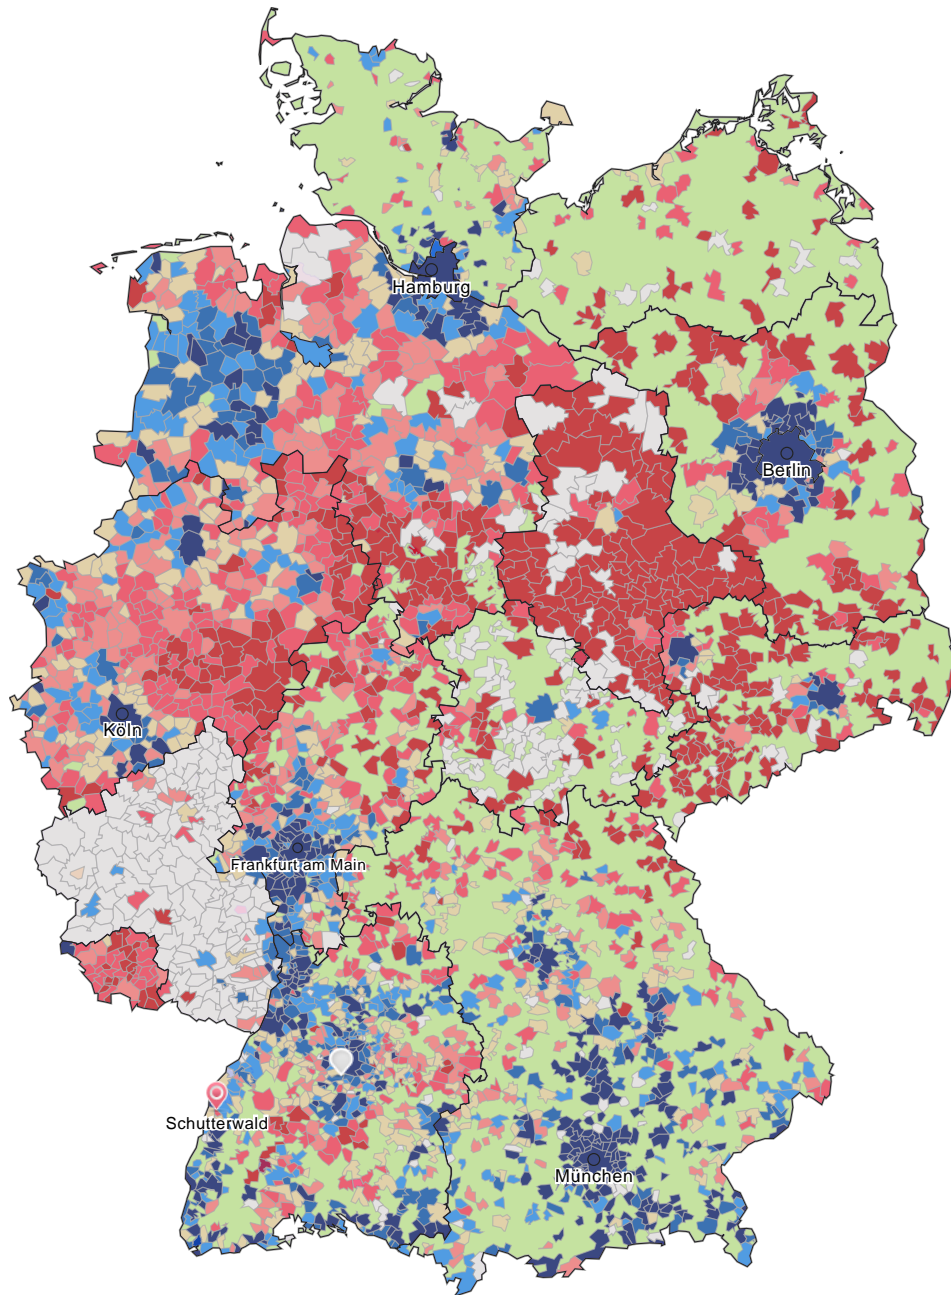 Hamburg
Berlin
Köln
Frankfurt am Main
Schutterwald
München